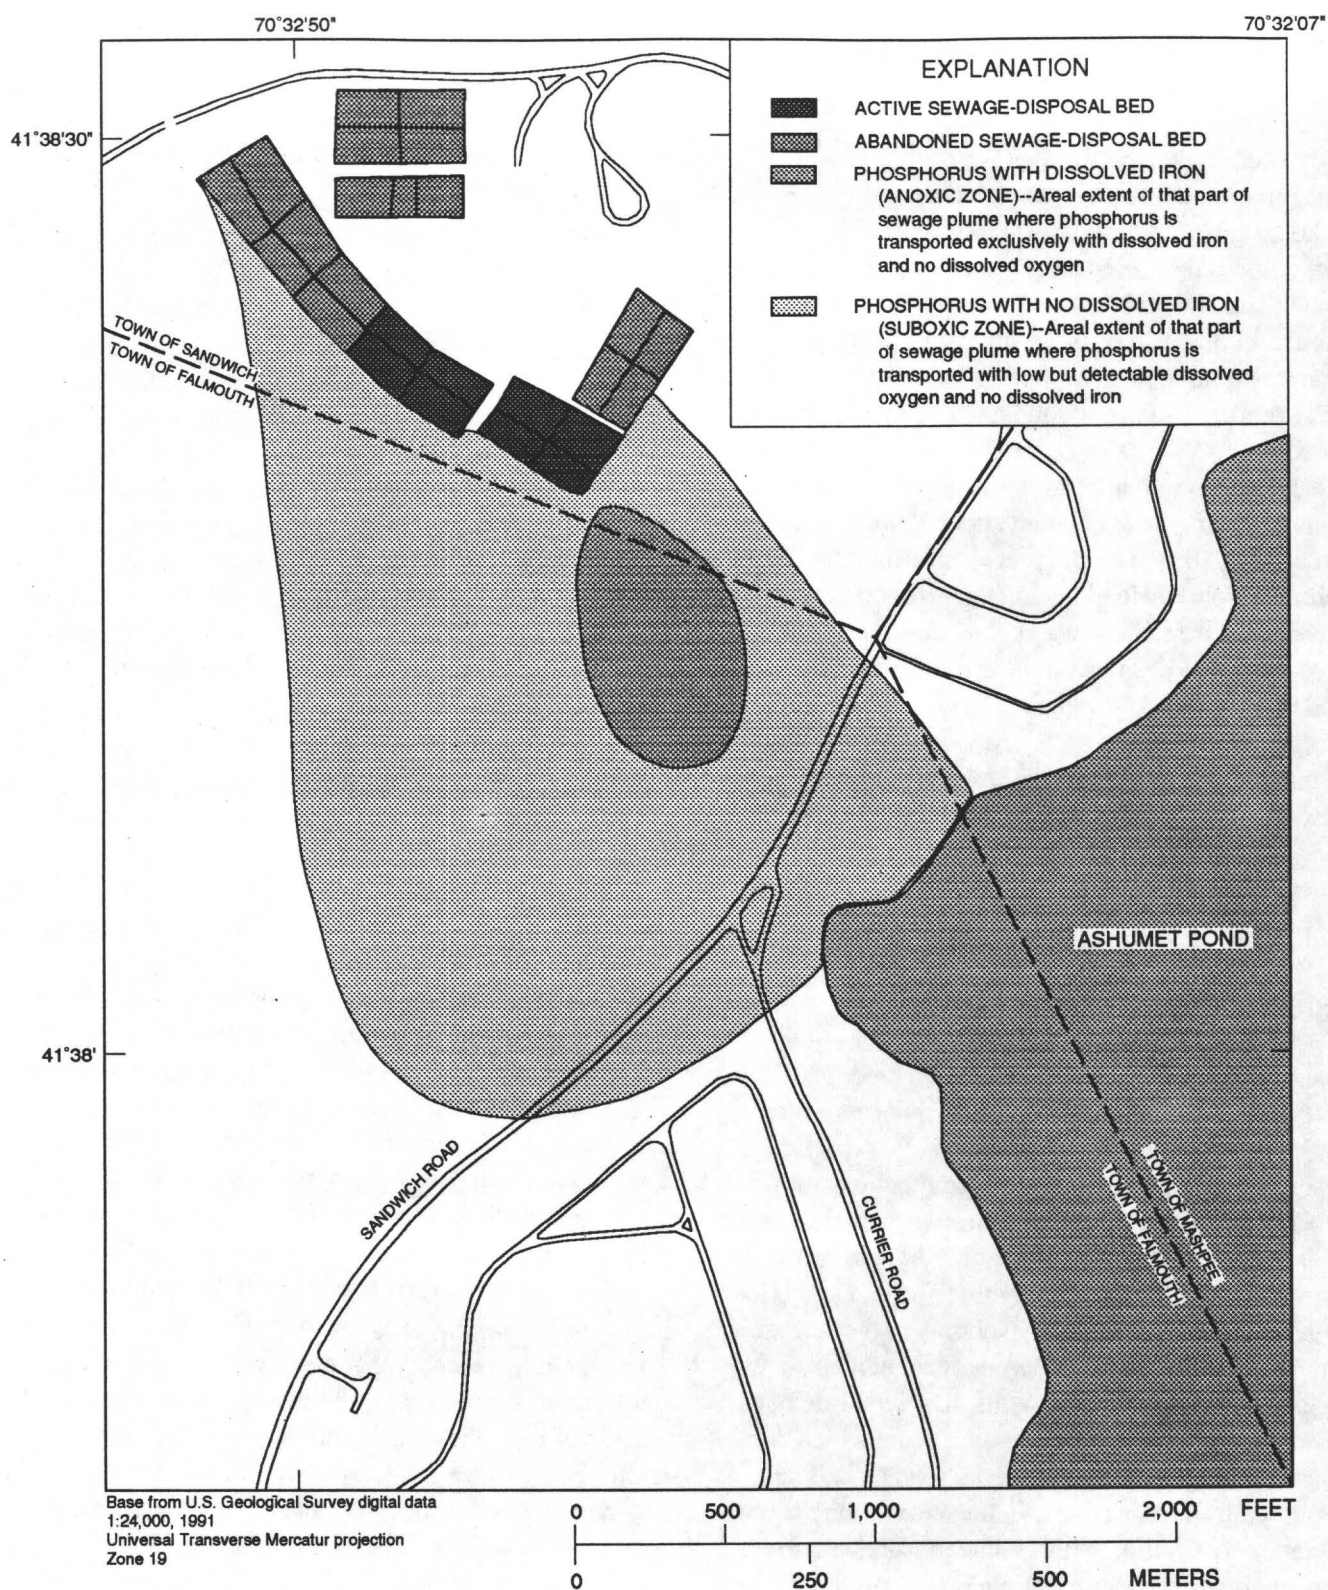 70°32'50"
70°32'07"
41°38'30"
EXPLANATION
ACTIVE SEWAGE-DISPOSAL BED
ABANDONED SEWAGE-DISPOSAL BED
PHOSPHORUS WITH DISSOLVED IRON
(ANOXIC ZONE)--Areal extent of that part of
sewage plume where phosphorus is
transported exclusively with dissolved iron
and no dissolved oxygen
PHOSPHORUS WITH NO DISSOLVED IRON
(SUBOXIC ZONE)--Areal extent of that part
of sewage plume where phosphorus is
transported with low but detectable dissolved
oxygen and no dissolved iron
TOWN OF SANDWICH
TOWN OF FALMOUTH
ASHUMET POND
41°38'
SANDWICH ROAD
CURRIER ROAD
TOWN OF MASHPEE
TOWN OF FALMOUTH
Base from U.S. Geological Survey digital data
1:24,000, 1991
Universal Transverse Mercatur projection
Zone 19
0 500 1,000 2,000 FEET
0 250 500 METERS